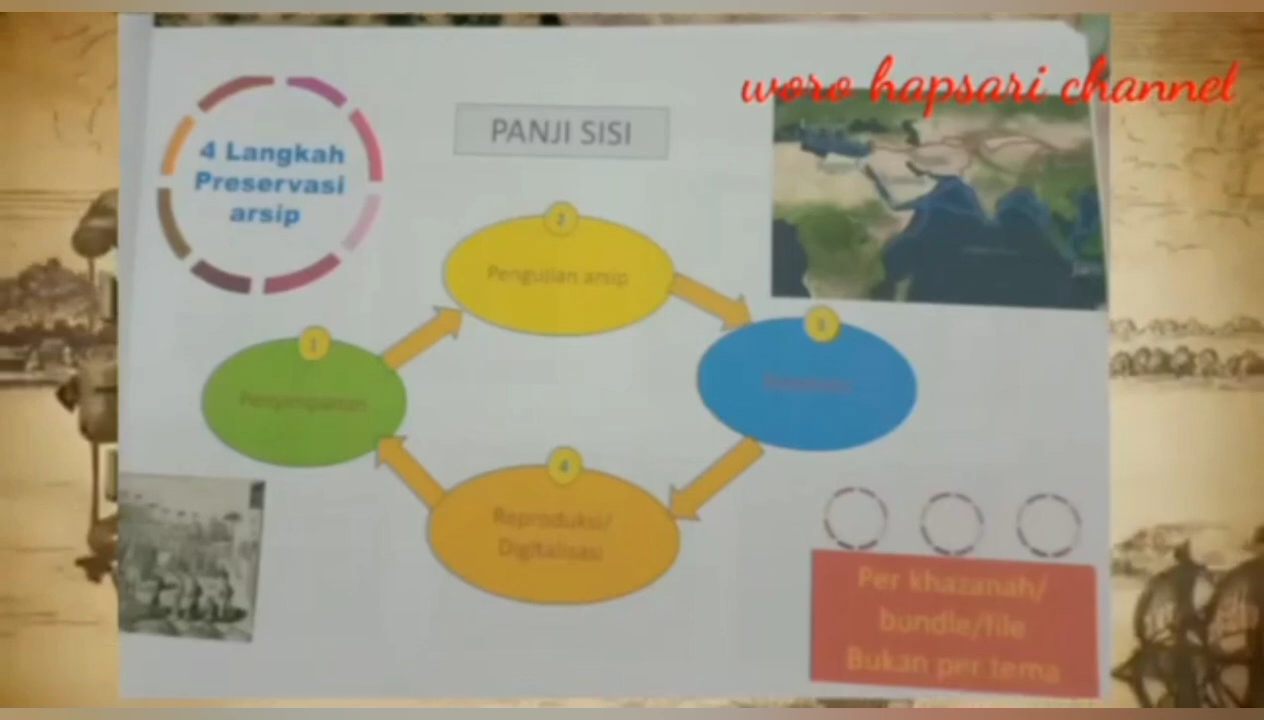 woro hapsari channel
4 Langkah
Preservasi
arsip
PANJI SISI
2
Pengujian arsip
1
Penyimpanan
3
4
Reproduksi/
Digitalisasi
Per khazanah/
bundle/file
Bukan per tema